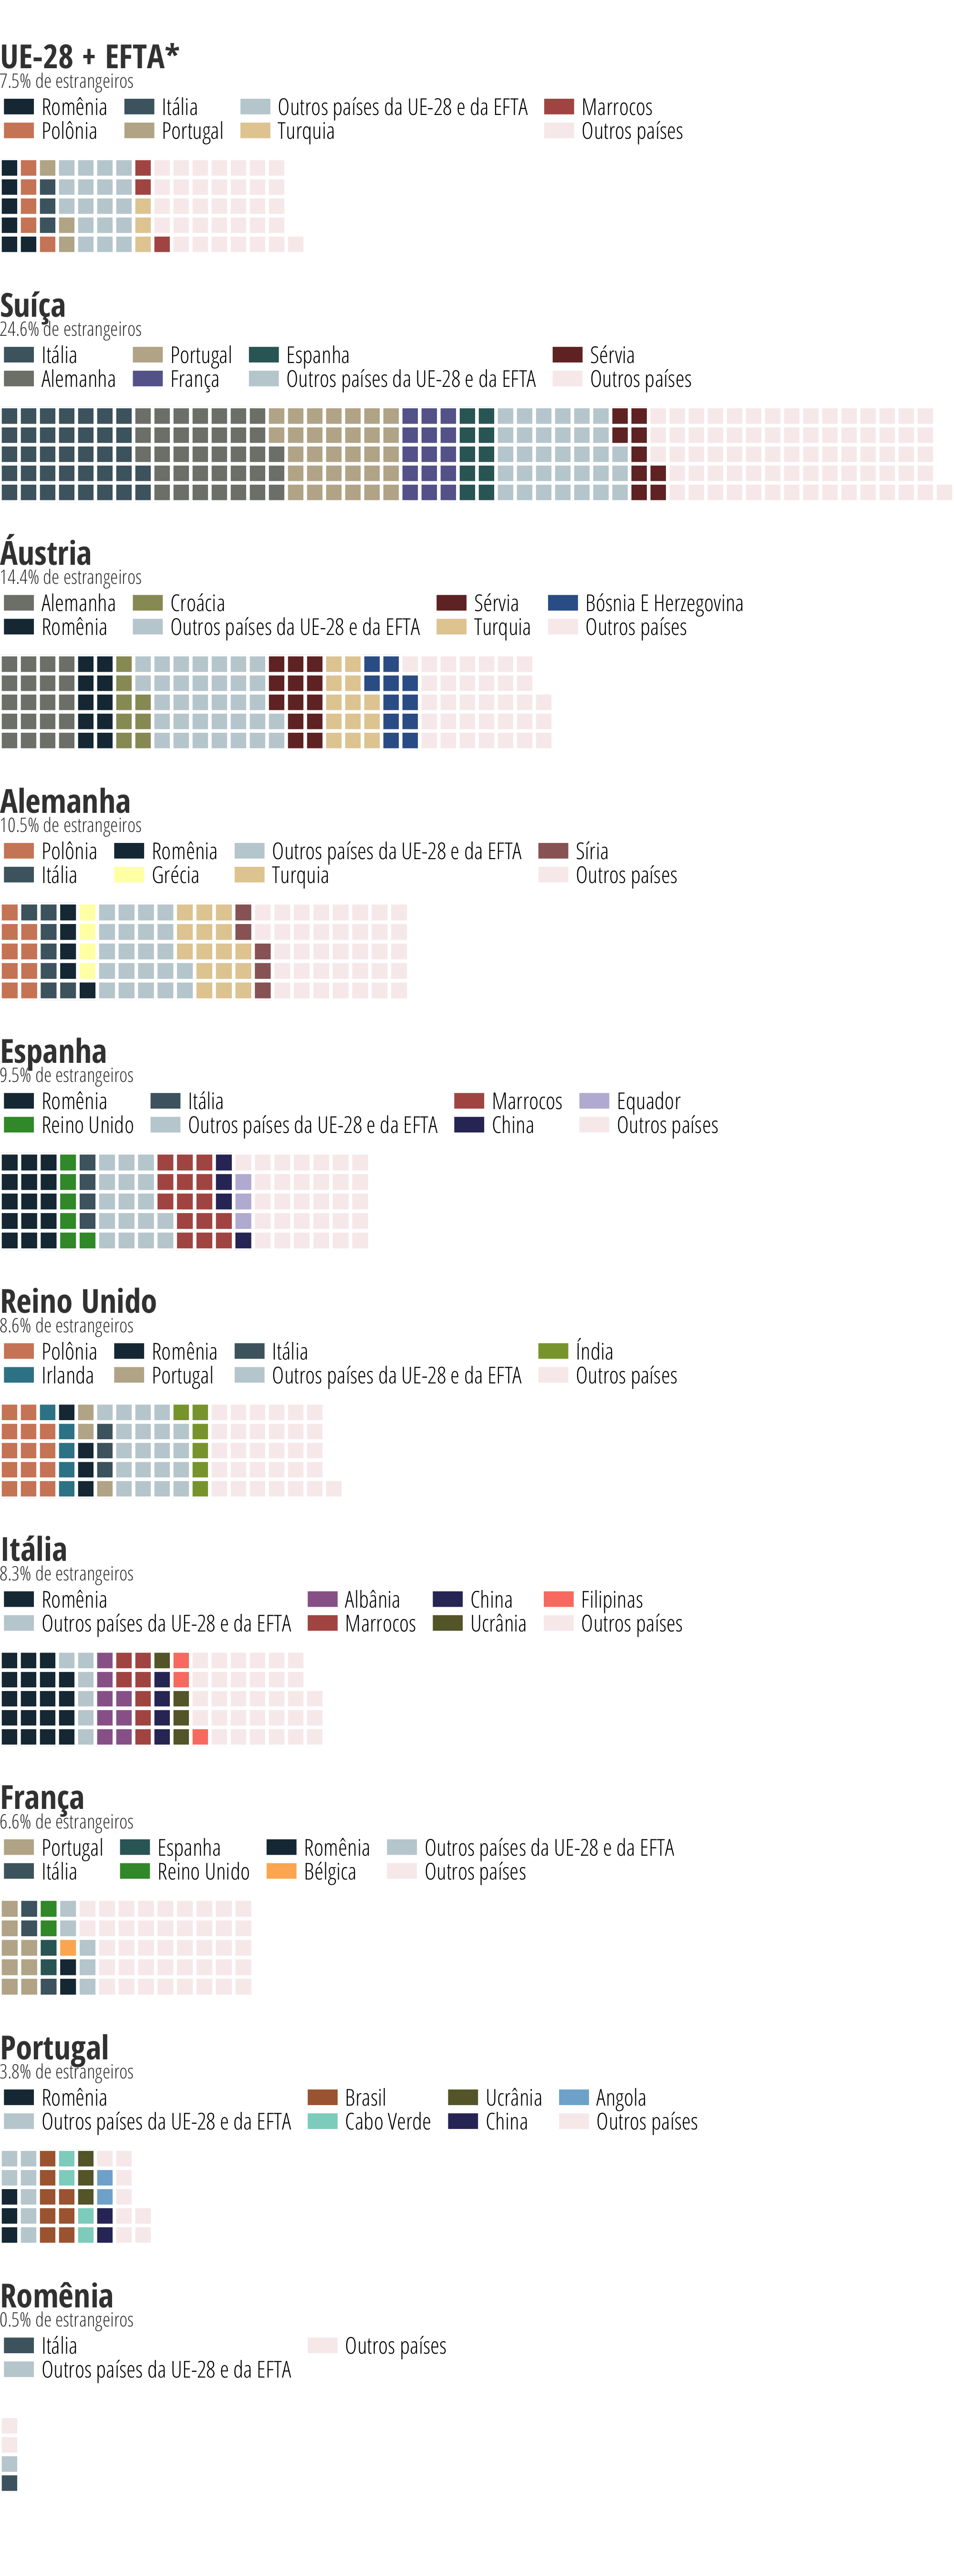 UE-28 + EFTA*
7.5% de estrangeiros
Romênia Itália Outros países da UE-28 e da EFTA Marrocos
Polônia Portugal Turquia Outros países
Suíça
24.6% de estrangeiros
Itália Portugal Espanha Sérvia
Alemanha França Outros países da UE-28 e da EFTA Outros países
Áustria
14.4% de estrangeiros
Alemanha Croácia Sérvia Bósnia E Herzegovina
Romênia Outros países da UE-28 e da EFTA Turquia Outros países
Alemanha
10.5% de estrangeiros
Polônia Romênia Outros países da UE-28 e da EFTA Síria
Itália Grécia Turquia Outros países
Espanha
9.5% de estrangeiros
Romênia Itália Marrocos Equador
Reino Unido Outros países da UE-28 e da EFTA China Outros países
Reino Unido
8.6% de estrangeiros
Polônia Romênia Itália Índia
Irlanda Portugal Outros países da UE-28 e da EFTA Outros países
Itália
8.3% de estrangeiros
Romênia Albânia China Filipinas
Outros países da UE-28 e da EFTA Marrocos Ucrânia Outros países
França
6.6% de estrangeiros
Portugal Espanha Romênia Outros países da UE-28 e da EFTA
Itália Reino Unido Bélgica Outros países
Portugal
3.8% de estrangeiros
Romênia Brasil Ucrânia Angola
Outros países da UE-28 e da EFTA Cabo Verde China Outros países
Romênia
0.5% de estrangeiros
Itália Outros países
Outros países da UE-28 e da EFTA